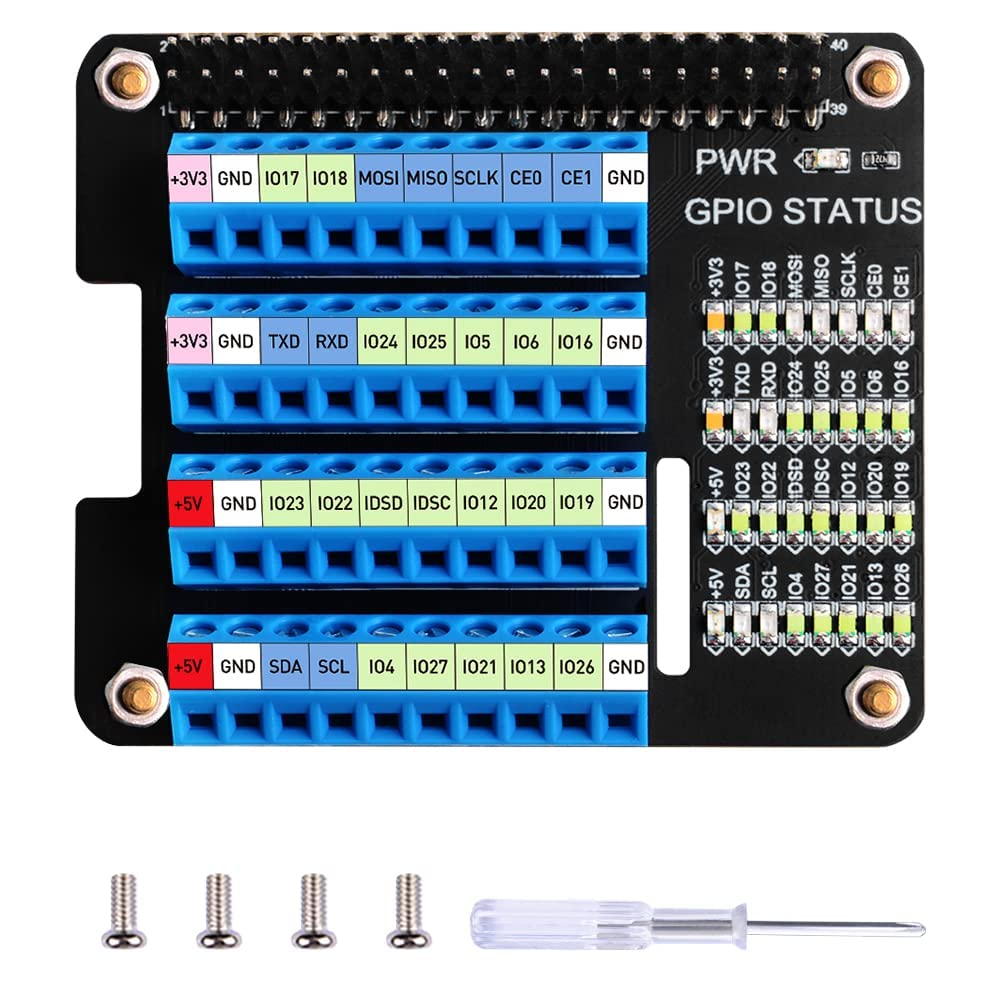 2 40
1 39
+3V3 GND IO17 IO18 MOSI MISO SCLK CE0 CE1 GND
PWR
GPIO STATUS
+3V3 IO17 IO18 MOSI MISO SCLK CE0 CE1
+3V3 GND TXD RXD IO24 IO25 IO5 IO6 IO16 GND
+3V3 TXD RXD IO24 IO25 IO5 IO6 IO16
+5V GND IO23 IO22 IDSD IDSC IO12 IO20 IO19 GND
+5V IO23 IO22 IDSD IDSC IO12 IO20 IO19
+5V GND SDA SCL IO4 IO27 IO21 IO13 IO26 GND
+5V SDA SCL IO4 IO27 IO21 IO13 IO26